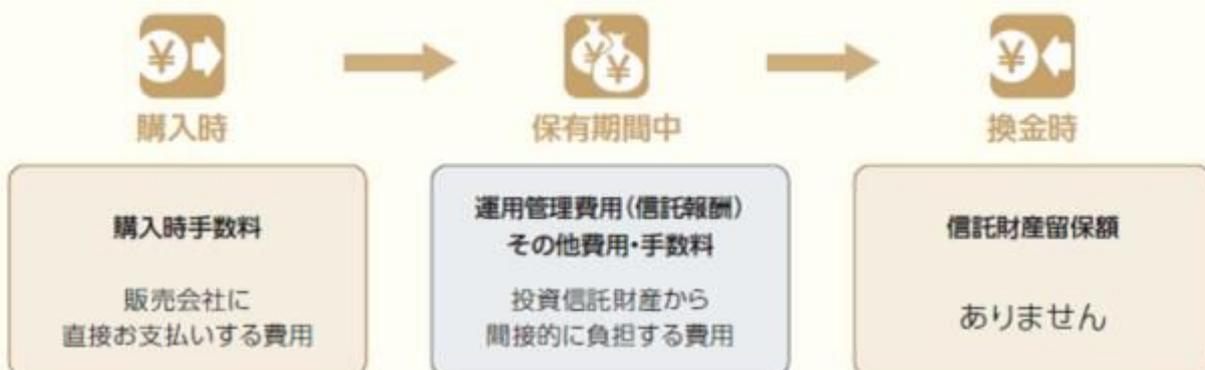 購入時
保有期間中
換金時
購入時手数料
販売会社に
直接お支払いする費用
運用管理費用(信託報酬)
その他費用・手数料
投資信託財産から
間接的に負担する費用
信託財産留保額
ありません